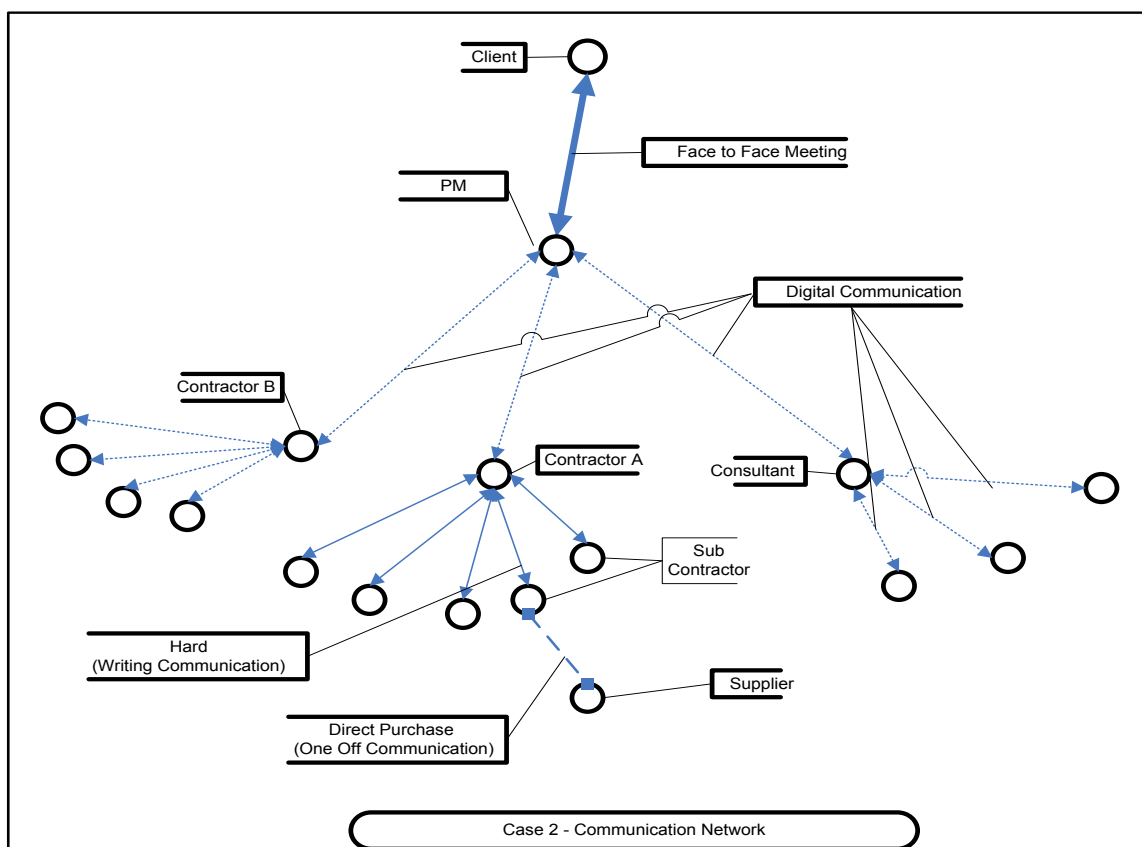 Client
Face to Face Meeting
PM
Digital Communication
Contractor B
Contractor A
Consultant
Sub
Contractor
Hard
(Writing Communication)
Supplier
Direct Purchase
(One Off Communication)
Case 2 - Communication Network